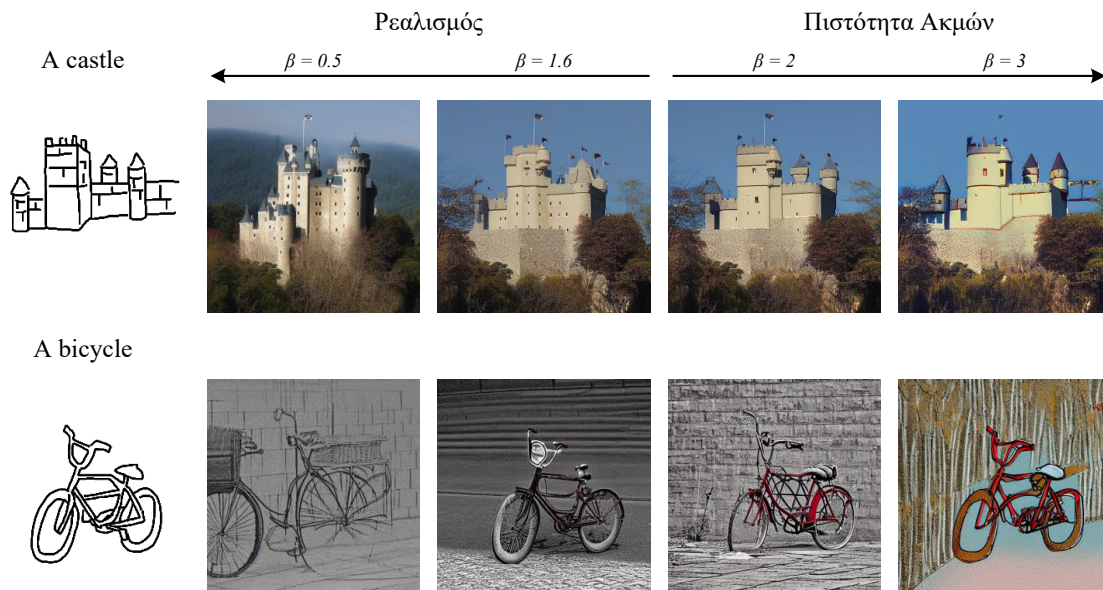 Ρεαλισμός
Πιστότητα Ακμών
A castle
β = 0.5
β = 1.6
β = 2
β = 3
A bicycle